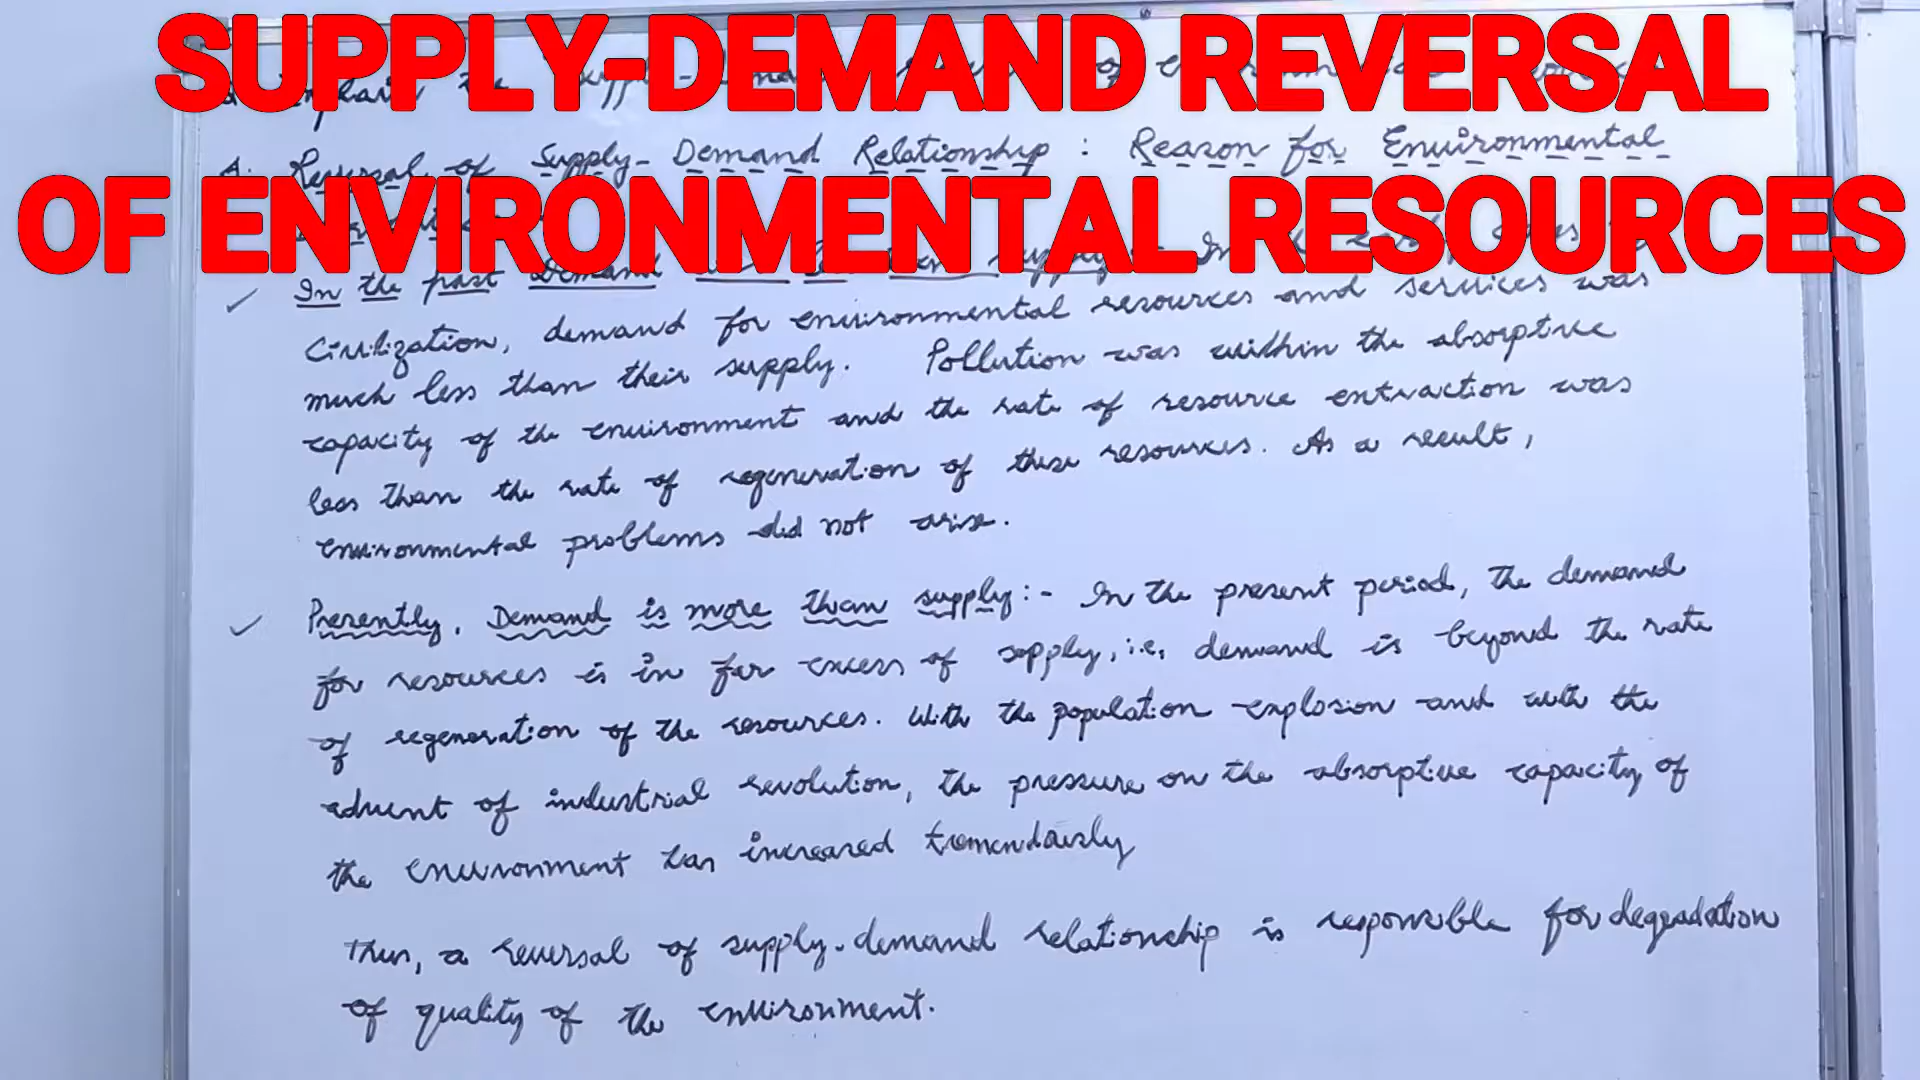 SUPPLY-DEMAND REVERSAL
OF ENVIRONMENTAL RESOURCES
A. Reversal of Supply-Demand Relationship : Reason for Environmental
✓ In the past Demand
Civilization, demand for environmental resources and services was
much less than their supply. Pollution was within the absorptive
capacity of the environment and the rate of resource extraction was
less than the rate of regeneration of these resources. As a result,
environmental problems did not arise.
✓ Presently, Demand is more than supply:- In the present period, the demand
for resources is in far excess of supply, i.e, demand is beyond the rate
of regeneration of the resources. With the population explosion and with the
advent of industrial revolution, the pressure on the absorptive capacity of
the environment has increased tremendously
Thus, a reversal of supply-demand relationship is responsible for degradation
of quality of the environment.